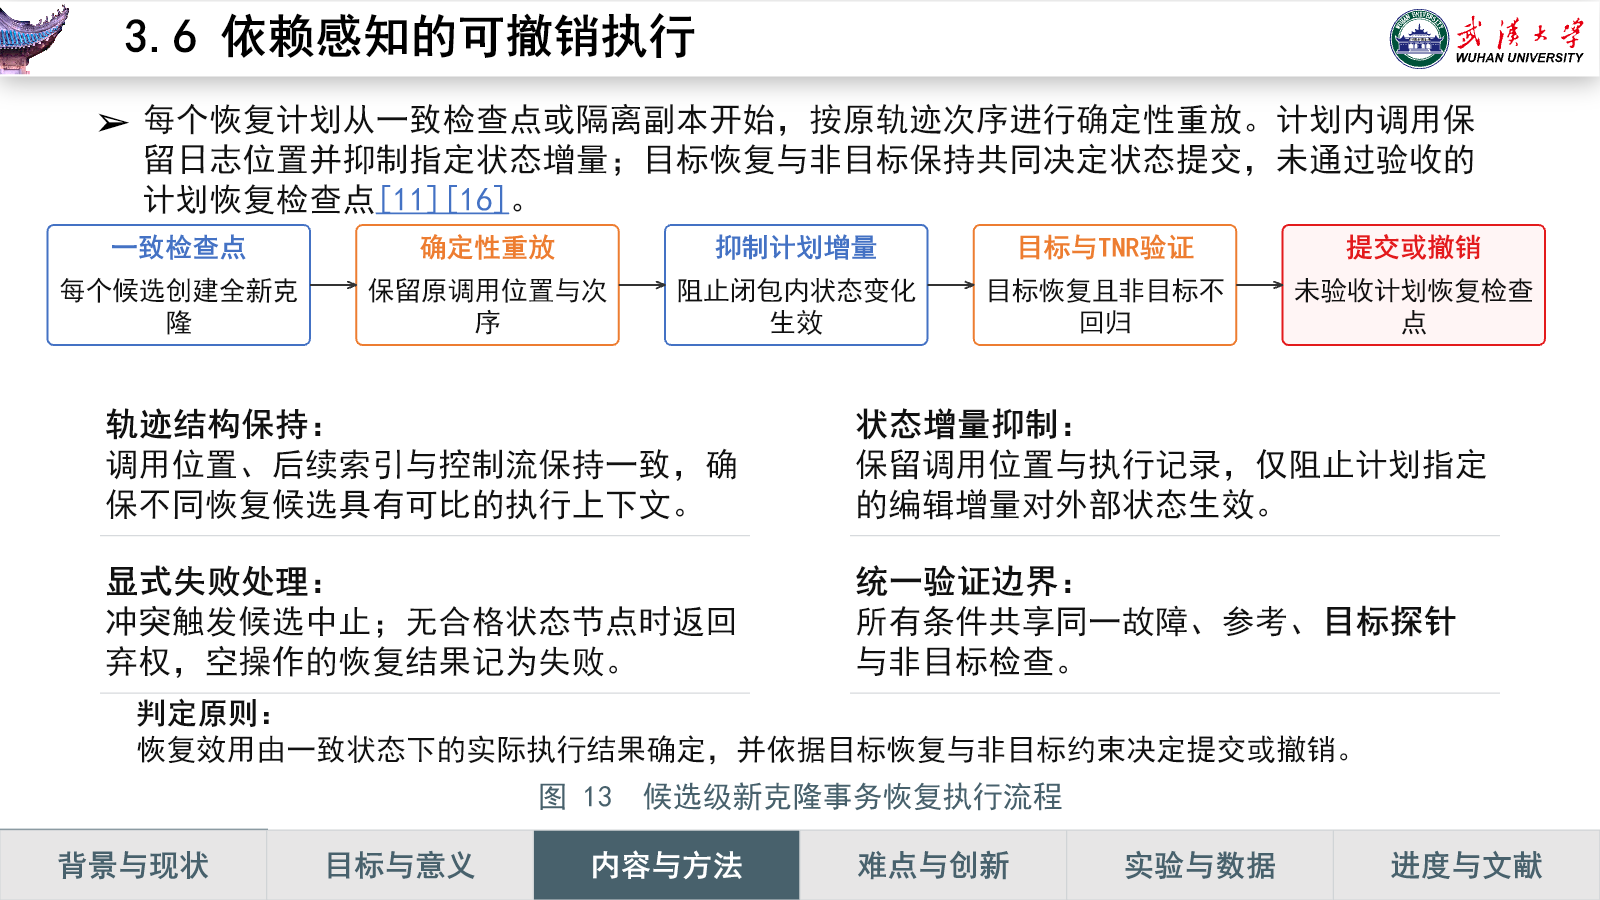 3.6 依赖感知的可撤销执行
武汉大学
WUHAN UNIVERSITY
➢ 每个恢复计划从一致检查点或隔离副本开始，按原轨迹次序进行确定性重放。计划内调用保
留日志位置并抑制指定状态增量；目标恢复与非目标保持共同决定状态提交，未通过验收的
计划恢复检查点[11][16]。
一致检查点
每个候选创建全新克
隆
确定性重放
保留原调用位置与次
序
抑制计划增量
阻止闭包内状态变化
生效
目标与TNR验证
目标恢复且非目标不
回归
提交或撤销
未验收计划恢复检查
点
轨迹结构保持：
调用位置、后续索引与控制流保持一致，确
保不同恢复候选具有可比的执行上下文。
状态增量抑制：
保留调用位置与执行记录，仅阻止计划指定
的编辑增量对外部状态生效。
显式失败处理：
冲突触发候选中止；无合格状态节点时返回
弃权，空操作的恢复结果记为失败。
统一验证边界：
所有条件共享同一故障、参考、目标探针
与非目标检查。
判定原则：
恢复效用由一致状态下的实际执行结果确定，并依据目标恢复与非目标约束决定提交或撤销。
图 13 候选级新克隆事务恢复执行流程
背景与现状
目标与意义
内容与方法
难点与创新
实验与数据
进度与文献